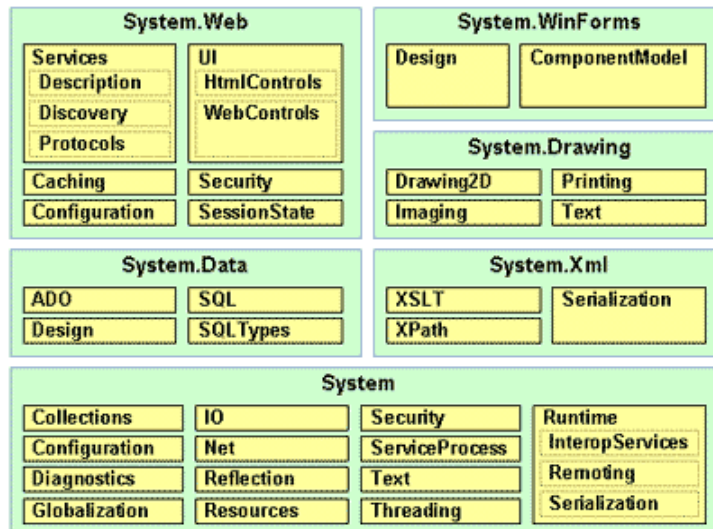 System.Web
Services
Description
Discovery
Protocols
UI
HtmlControls
WebControls
Caching
Security
Configuration
SessionState
System.WinForms
Design
ComponentModel
System.Drawing
Drawing2D
Printing
Imaging
Text
System.Data
ADO
SQL
Design
SQLTypes
System.Xml
XSLT
Serialization
XPath
System
Collections
Configuration
Diagnostics
Globalization
IO
Net
Reflection
Resources
Security
ServiceProcess
Text
Threading
Runtime
InteropServices
Remoting
Serialization